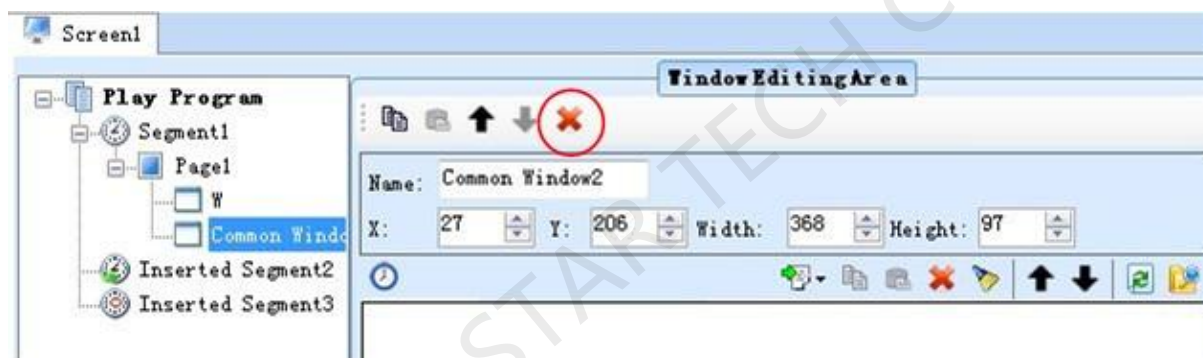 Screen1
WindowEditingArea
Play Program
Segment1
Page1
W
Common Windo
Inserted Segment2
Inserted Segment3
Name: Common Window2
X: 27 Y: 206 Width: 368 Height: 97
STARTECH C